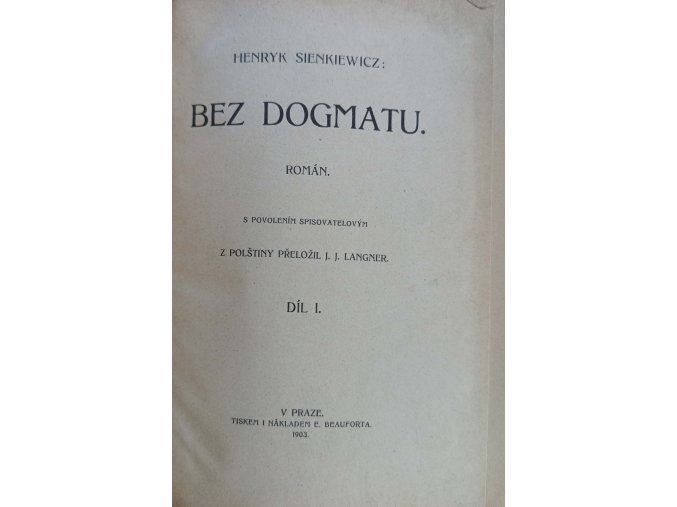 HENRYK SIENKIEWICZ:
BEZ DOGMATU.
ROMÁN.
S POVOLENÍM SPISOVATELOVÝM
Z POLŠTINY PŘELOŽIL J. J. LANGNER.
DÍL I.
V PRAZE.
TISKEM I NÁKLADEM E. BEAUFORTA.
1903.